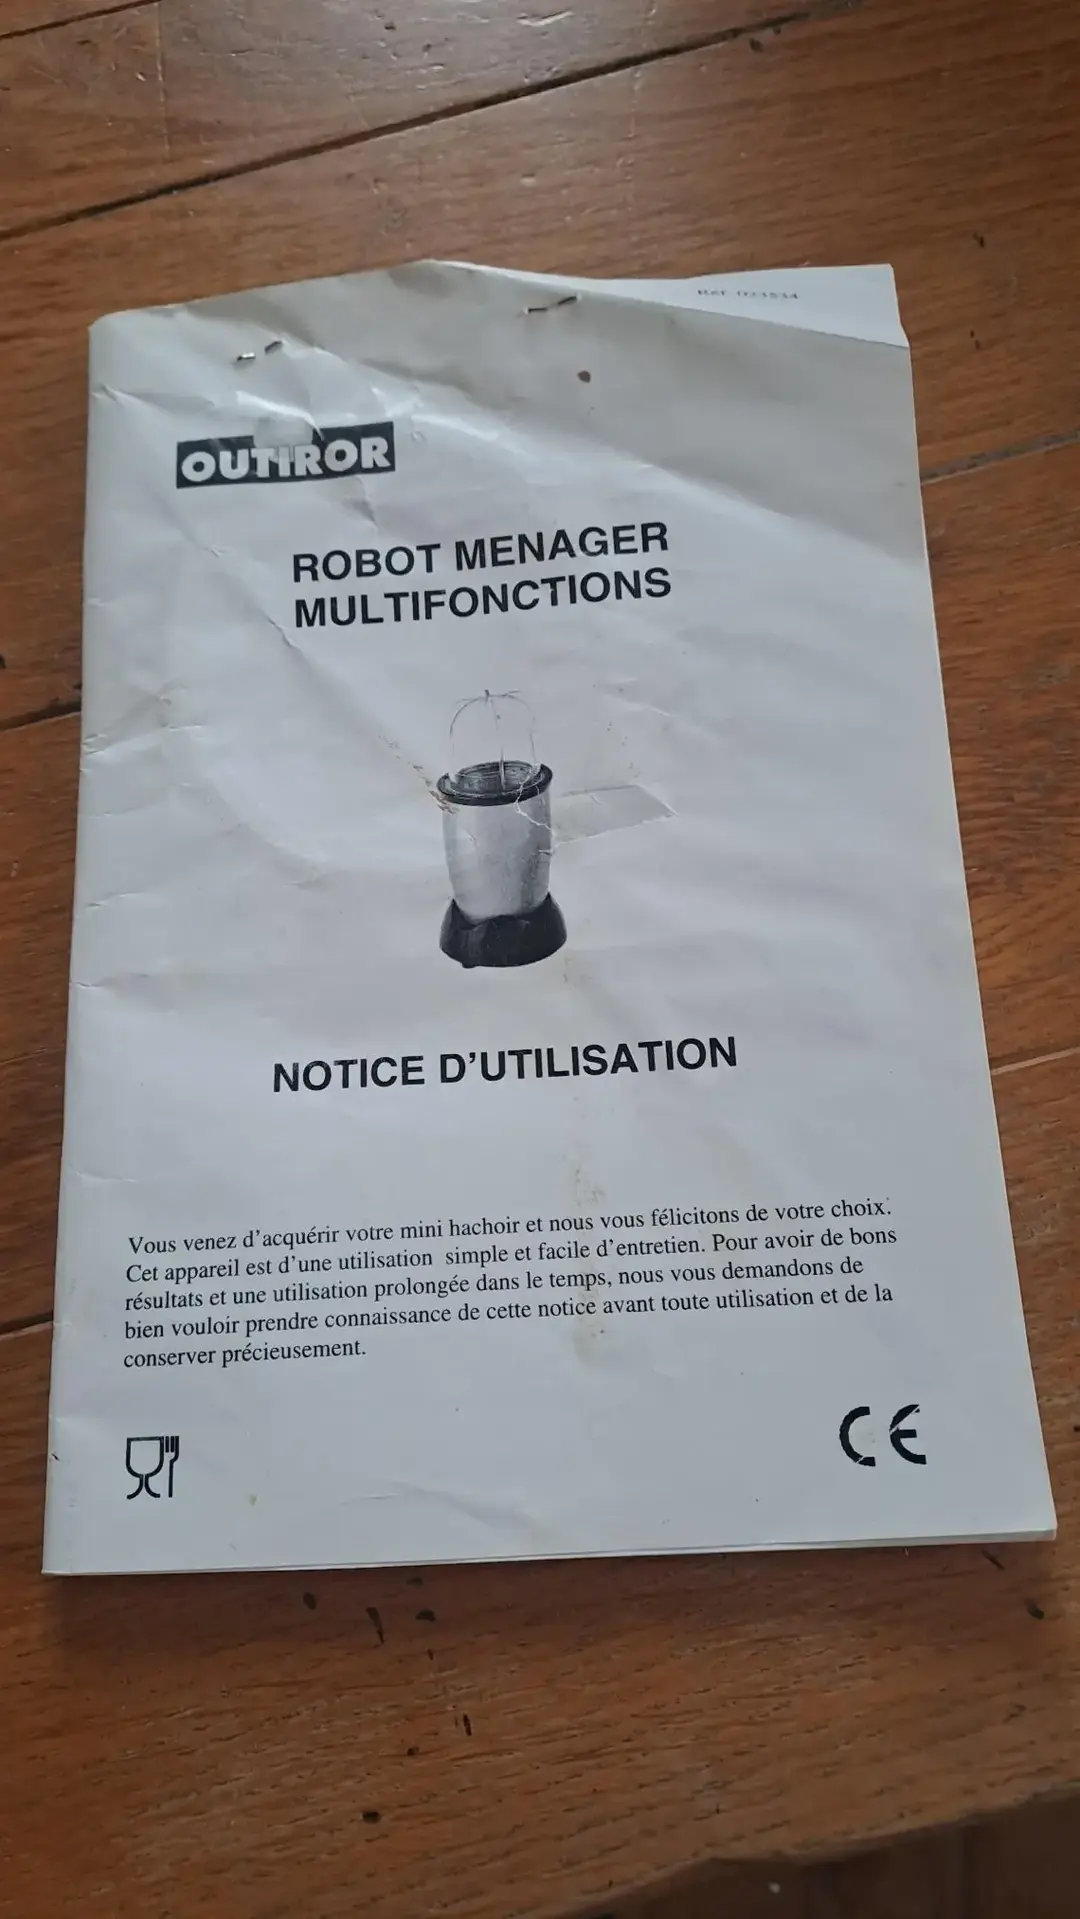 OUTIROR
ROBOT MENAGER
MULTIFONCTIONS
NOTICE D'UTILISATION
Vous venez d'acquérir votre mini hachoir et nous vous félicitons de votre choix.
Cet appareil est d'une utilisation simple et facile d'entretien. Pour avoir de bons
résultats et une utilisation prolongée dans le temps, nous vous demandons de
bien vouloir prendre connaissance de cette notice avant toute utilisation et de la
conserver précieusement.
CE